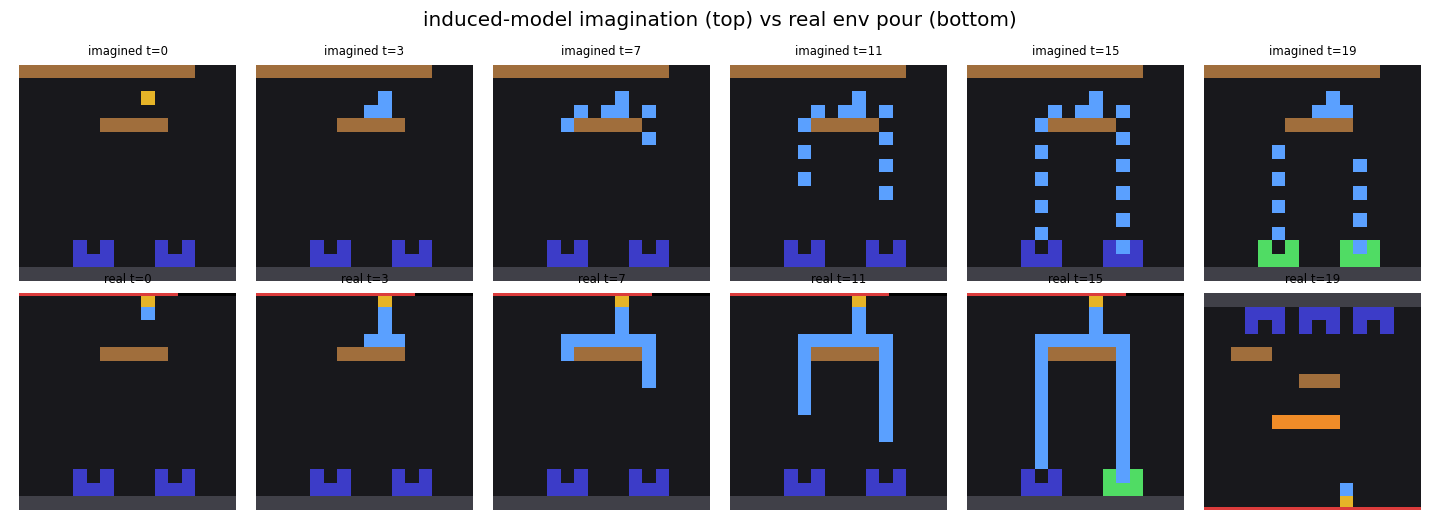 induced-model imagination (top) vs real env pour (bottom)
imagined t=0
imagined t=3
imagined t=7
imagined t=11
imagined t=15
imagined t=19
real t=0
real t=3
real t=7
real t=11
real t=15
real t=19